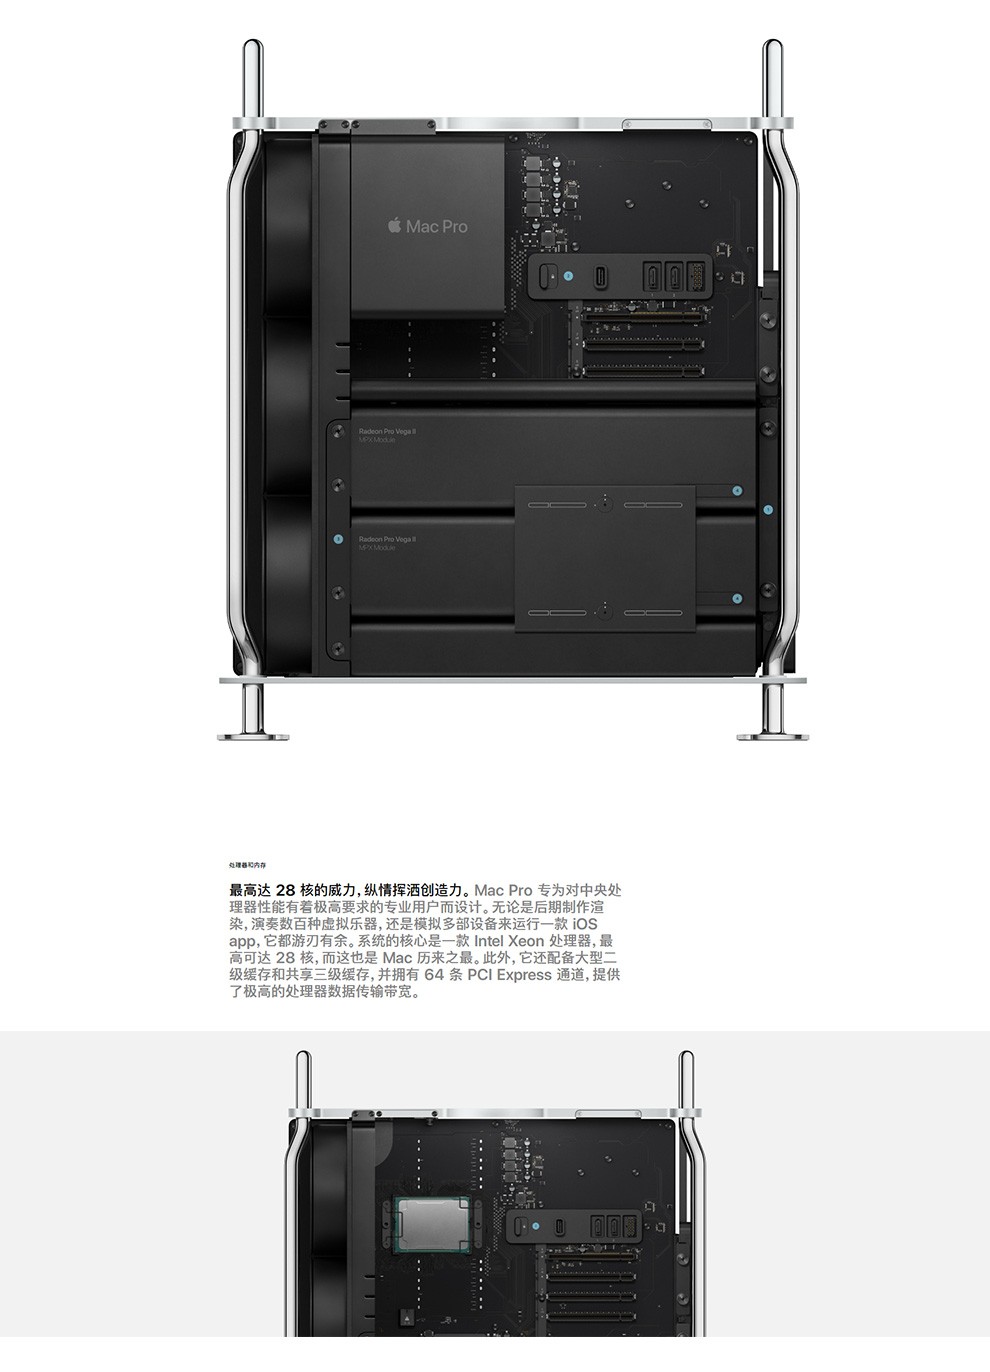 Mac Pro
Radeon Pro Vega II
MPX Module
Radeon Pro Vega II
MPX Module
处理器和内存
最高达 28 核的威力，纵情挥洒创造力。Mac Pro 专为对中央处
理器性能有着极高要求的专业用户而设计。无论是后期制作渲
染，演奏数百种虚拟乐器，还是模拟多部设备来运行一款 iOS
app，它都游刃有余。系统的核心是一款 Intel Xeon 处理器，最
高可达 28 核，而这也是 Mac 历来之最。此外，它还配备大型二
级缓存和共享三级缓存，并拥有 64 条 PCI Express 通道，提供
了极高的处理器数据传输带宽。